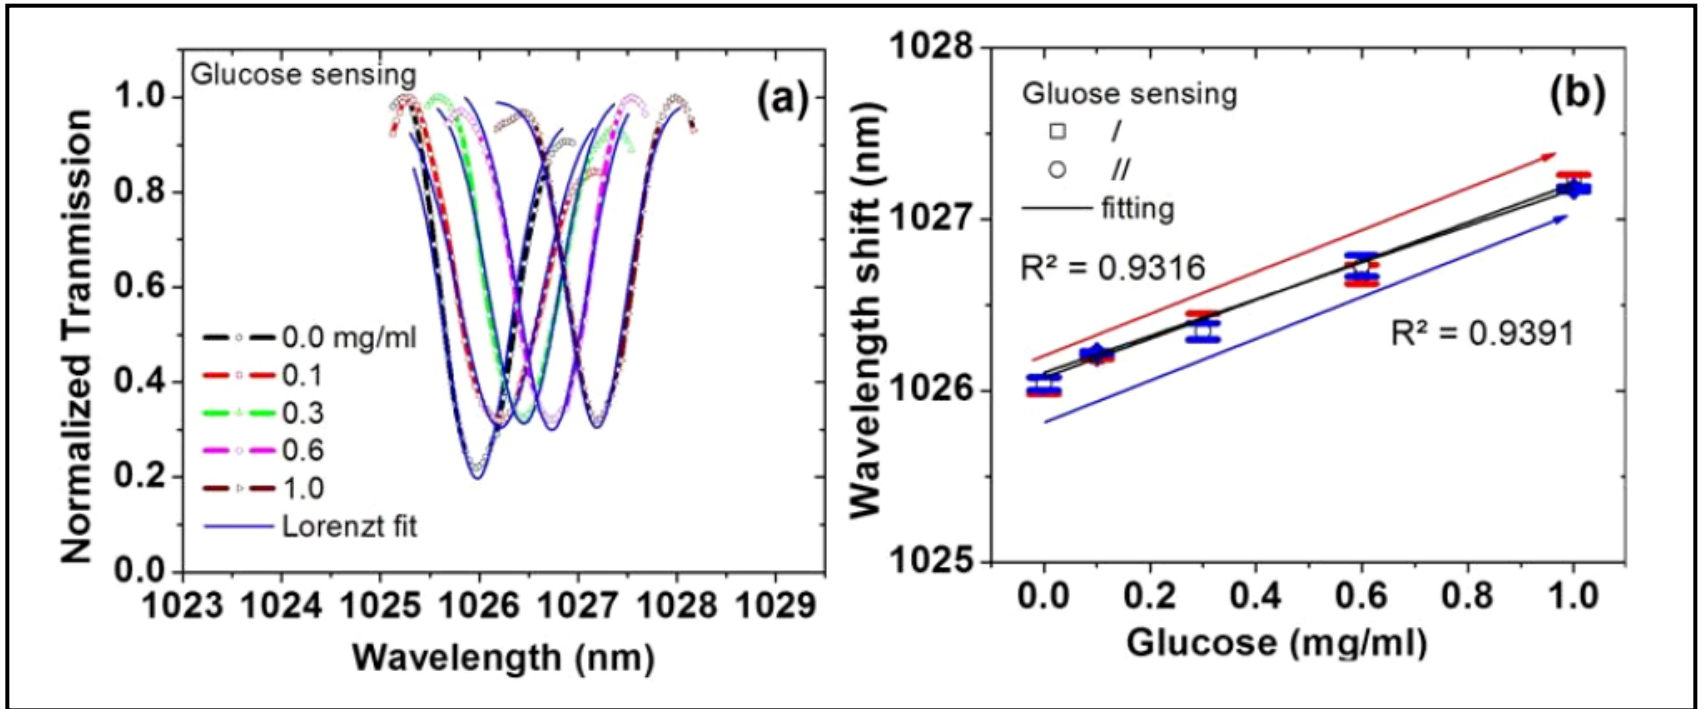 Glucose sensing
(a)
Normalized Tranmission
1.0
0.8
0.6
0.4
0.2
0.0
0.0 mg/ml
0.1
0.3
0.6
1.0
Lorenzt fit
1023 1024 1025 1026 1027 1028 1029
Wavelength (nm)
(b)
Wavelength shift (nm)
1028
1027
1026
1025
Gluose sensing
/
//
fitting
R² = 0.9316
R² = 0.9391
0.0 0.2 0.4 0.6 0.8 1.0
Glucose (mg/ml)